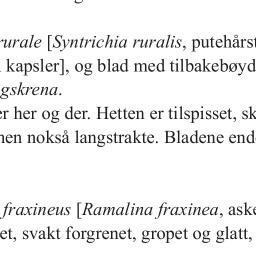 rurale [Syntrichia ruralis, putehårst
kapsler], og blad med tilbakebøyd
gskrena.
er her og der. Hetten er tilspisset, sk
men nokså langstrakte. Bladene end
fraxineus [Ramalina fraxinea, aske
et, svakt forgrenet, gropet og glatt,